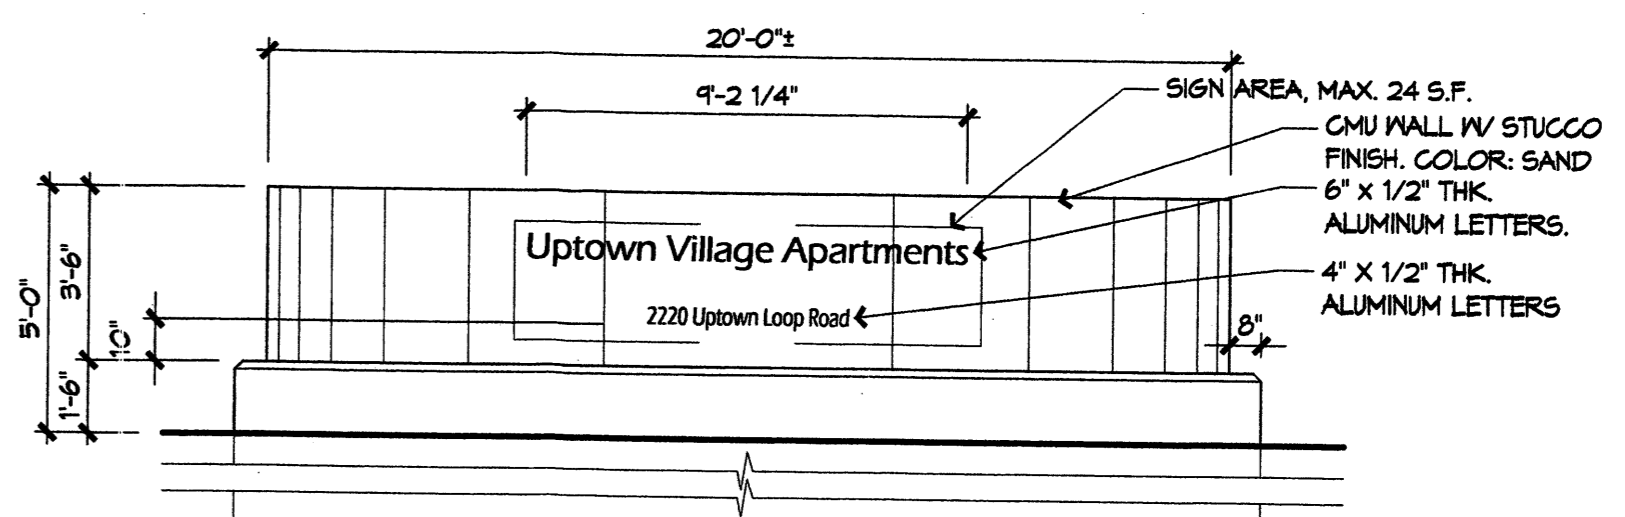 20'-0"±
9'-2 1/4"
SIGN AREA, MAX. 24 S.F.
CMU WALL W/ STUCCO
FINISH. COLOR: SAND
6" X 1/2" THK.
ALUMINUM LETTERS.
4" X 1/2" THK.
ALUMINUM LETTERS
Uptown Village Apartments
2220 Uptown Loop Road
5'-0"
3'-6"
10"
1'-6"
8"